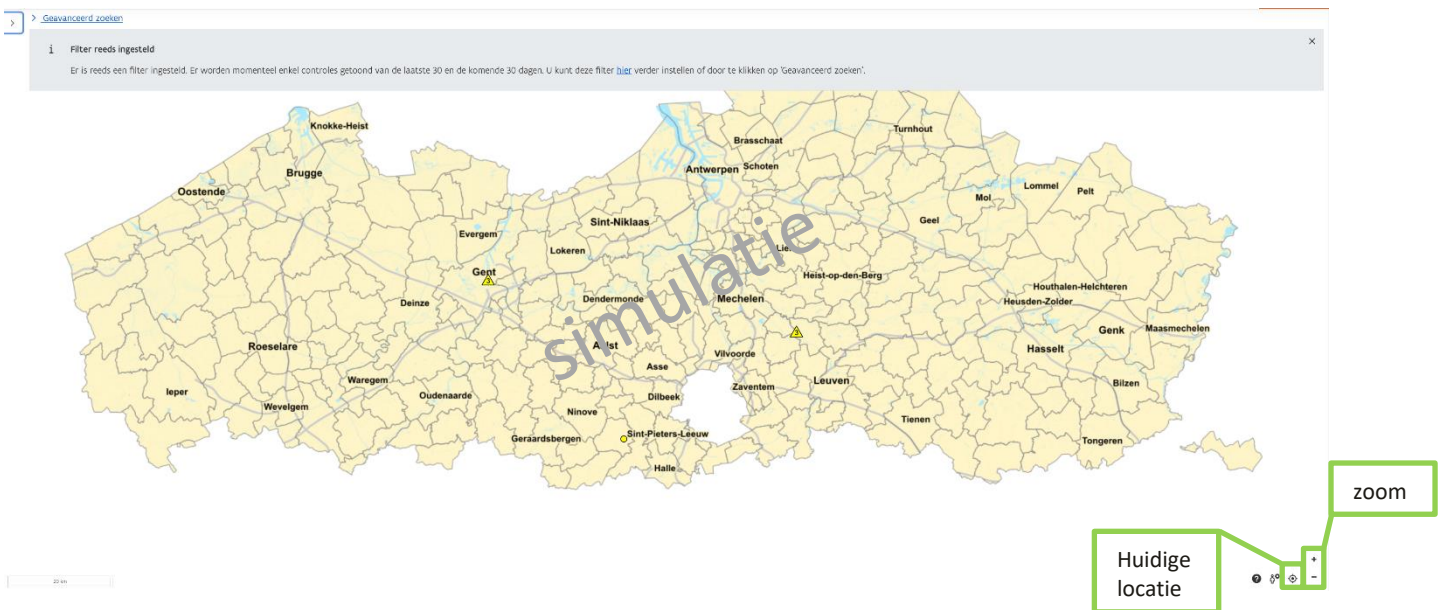 Geavanceerd zoeken
Filter reeds ingesteld
Er is reeds een filter ingesteld. Er worden momenteel enkel controles getoond van de laatste 30 en de komende 30 dagen. U kunt deze filter hier verder instellen of door te klikken op 'Geavanceerd zoeken'.
Knokke-Heist
Turnhout
Brasschaat
Brugge
Antwerpen
Schoten
Oostende
Lommel
Pelt
Mol
Sint-Niklaas
Geel
Evergem
Lokeren
simulatie
Gent
3
Heist-op-den-Berg
Houthalen-Helchteren
Deinze
Dendermonde
Mechelen
Heusden-Zolder
3
Genk
Maasmechelen
Roeselare
Hasselt
Vilvoorde
Asse
Waregem
Leuven
Bilzen
Ieper
Oudenaarde
Zaventem
Dilbeek
Wevelgem
Ninove
Tienen
Geraardsbergen
Sint-Pieters-Leeuw
Tongeren
Halle
zoom
Huidige
locatie
+
-
20 km